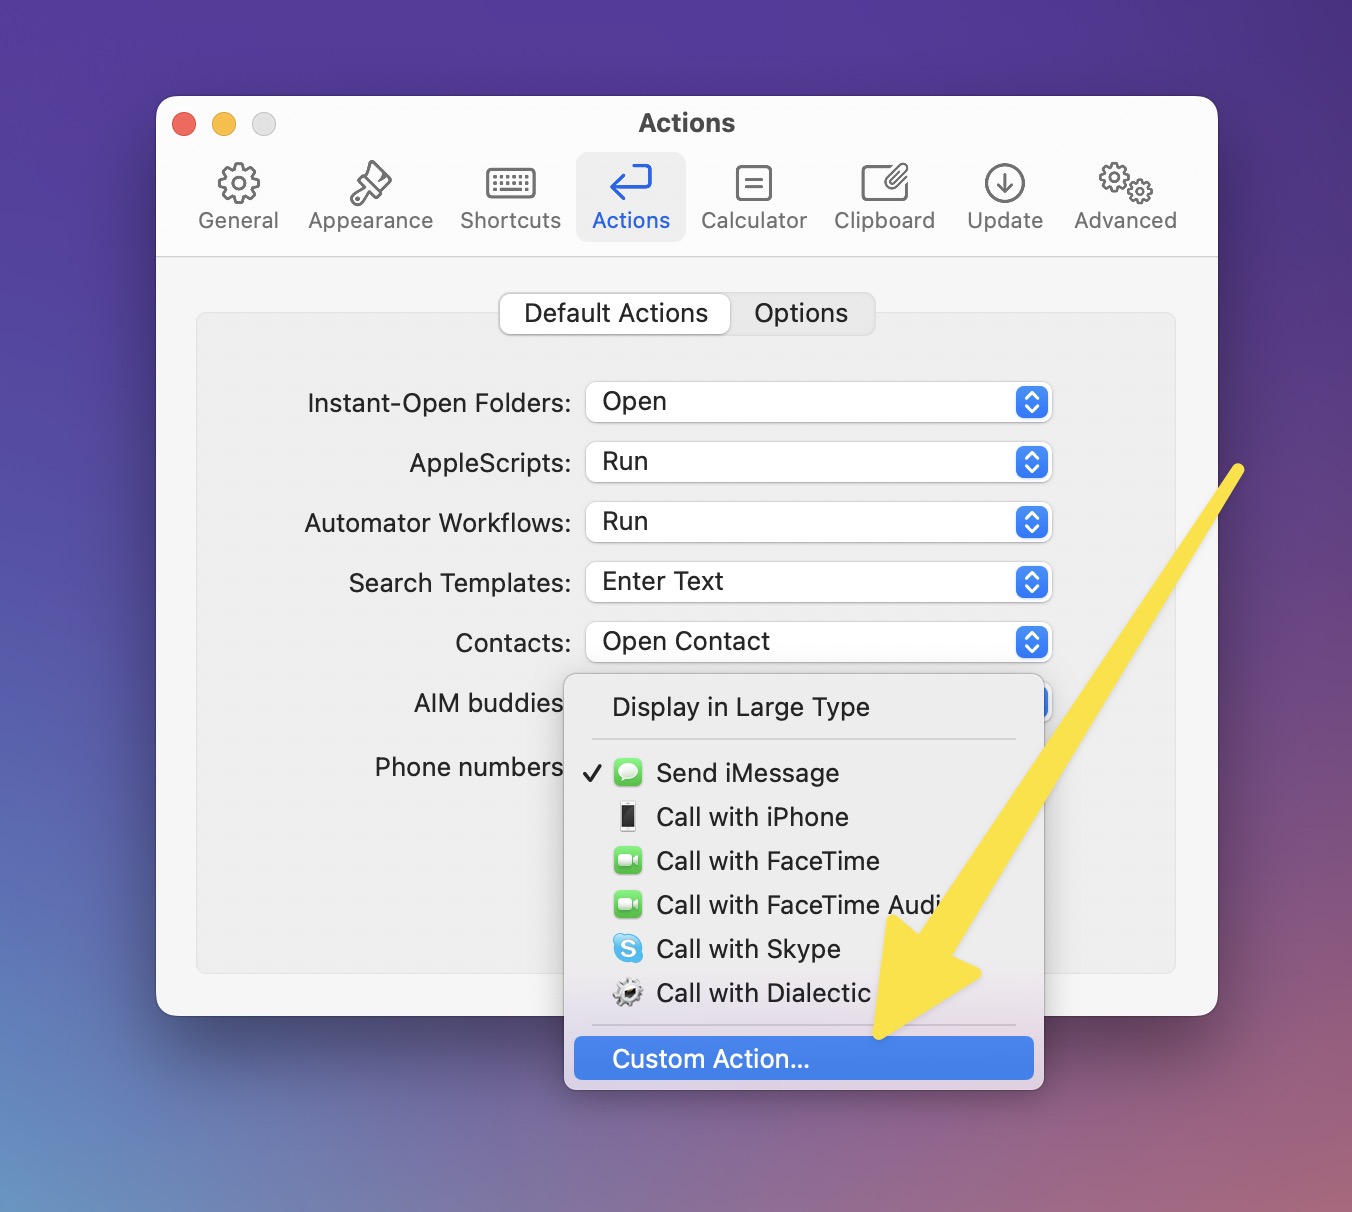 Actions
General Appearance Shortcuts Actions Calculator Clipboard Update Advanced
Default Actions Options
Instant-Open Folders: Open
AppleScripts: Run
Automator Workflows: Run
Search Templates: Enter Text
Contacts: Open Contact
AIM buddies
Display in Large Type
Phone numbers
Send iMessage
Call with iPhone
Call with FaceTime
Call with FaceTime Audi
Call with Skype
Call with Dialectic
Custom Action...